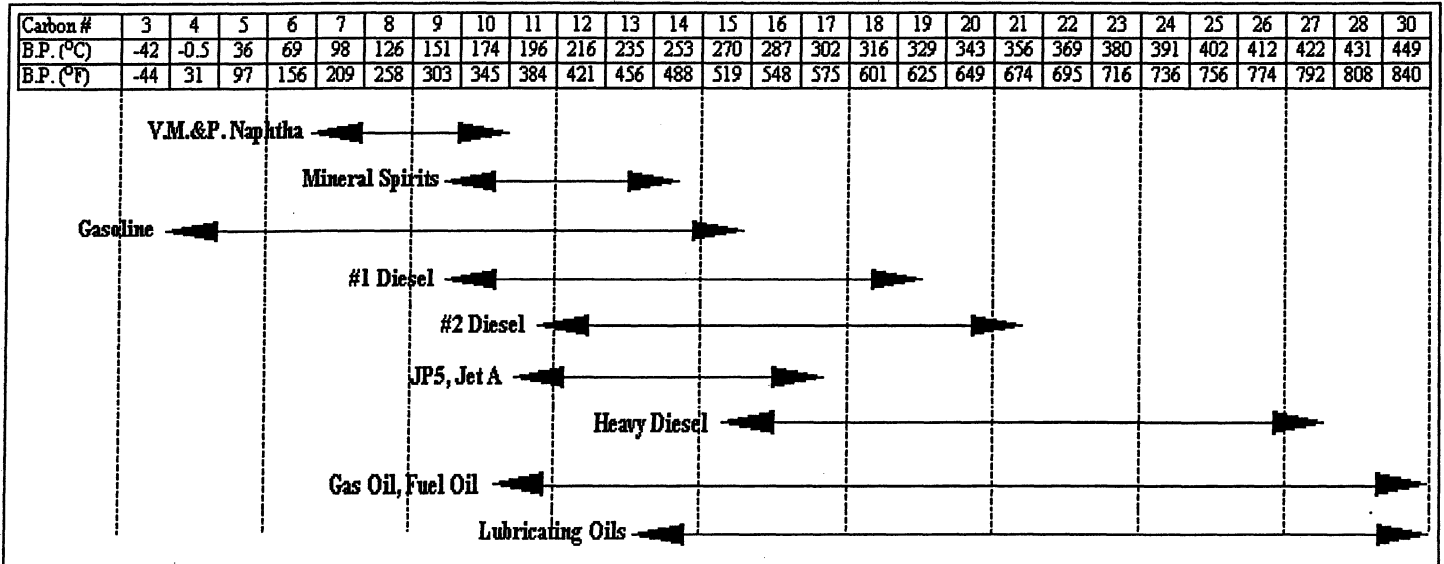 Carbon # 3 4 5 6 7 8 9 10 11 12 13 14 15 16 17 18 19 20 21 22 23 24 25 26 27 28 30
B.P. (ºC) -42 -0.5 36 69 98 126 151 174 196 216 235 253 270 287 302 316 329 343 356 369 380 391 402 412 422 431 449
B.P. (ºF) -44 31 97 156 209 258 303 345 384 421 456 488 519 548 575 601 625 649 674 695 716 736 756 774 792 808 840
V.M.&P. Naphtha
Mineral Spirits
Gasoline
#1 Diesel
#2 Diesel
JP5, Jet A
Heavy Diesel
Gas Oil, Fuel Oil
Lubricating Oils